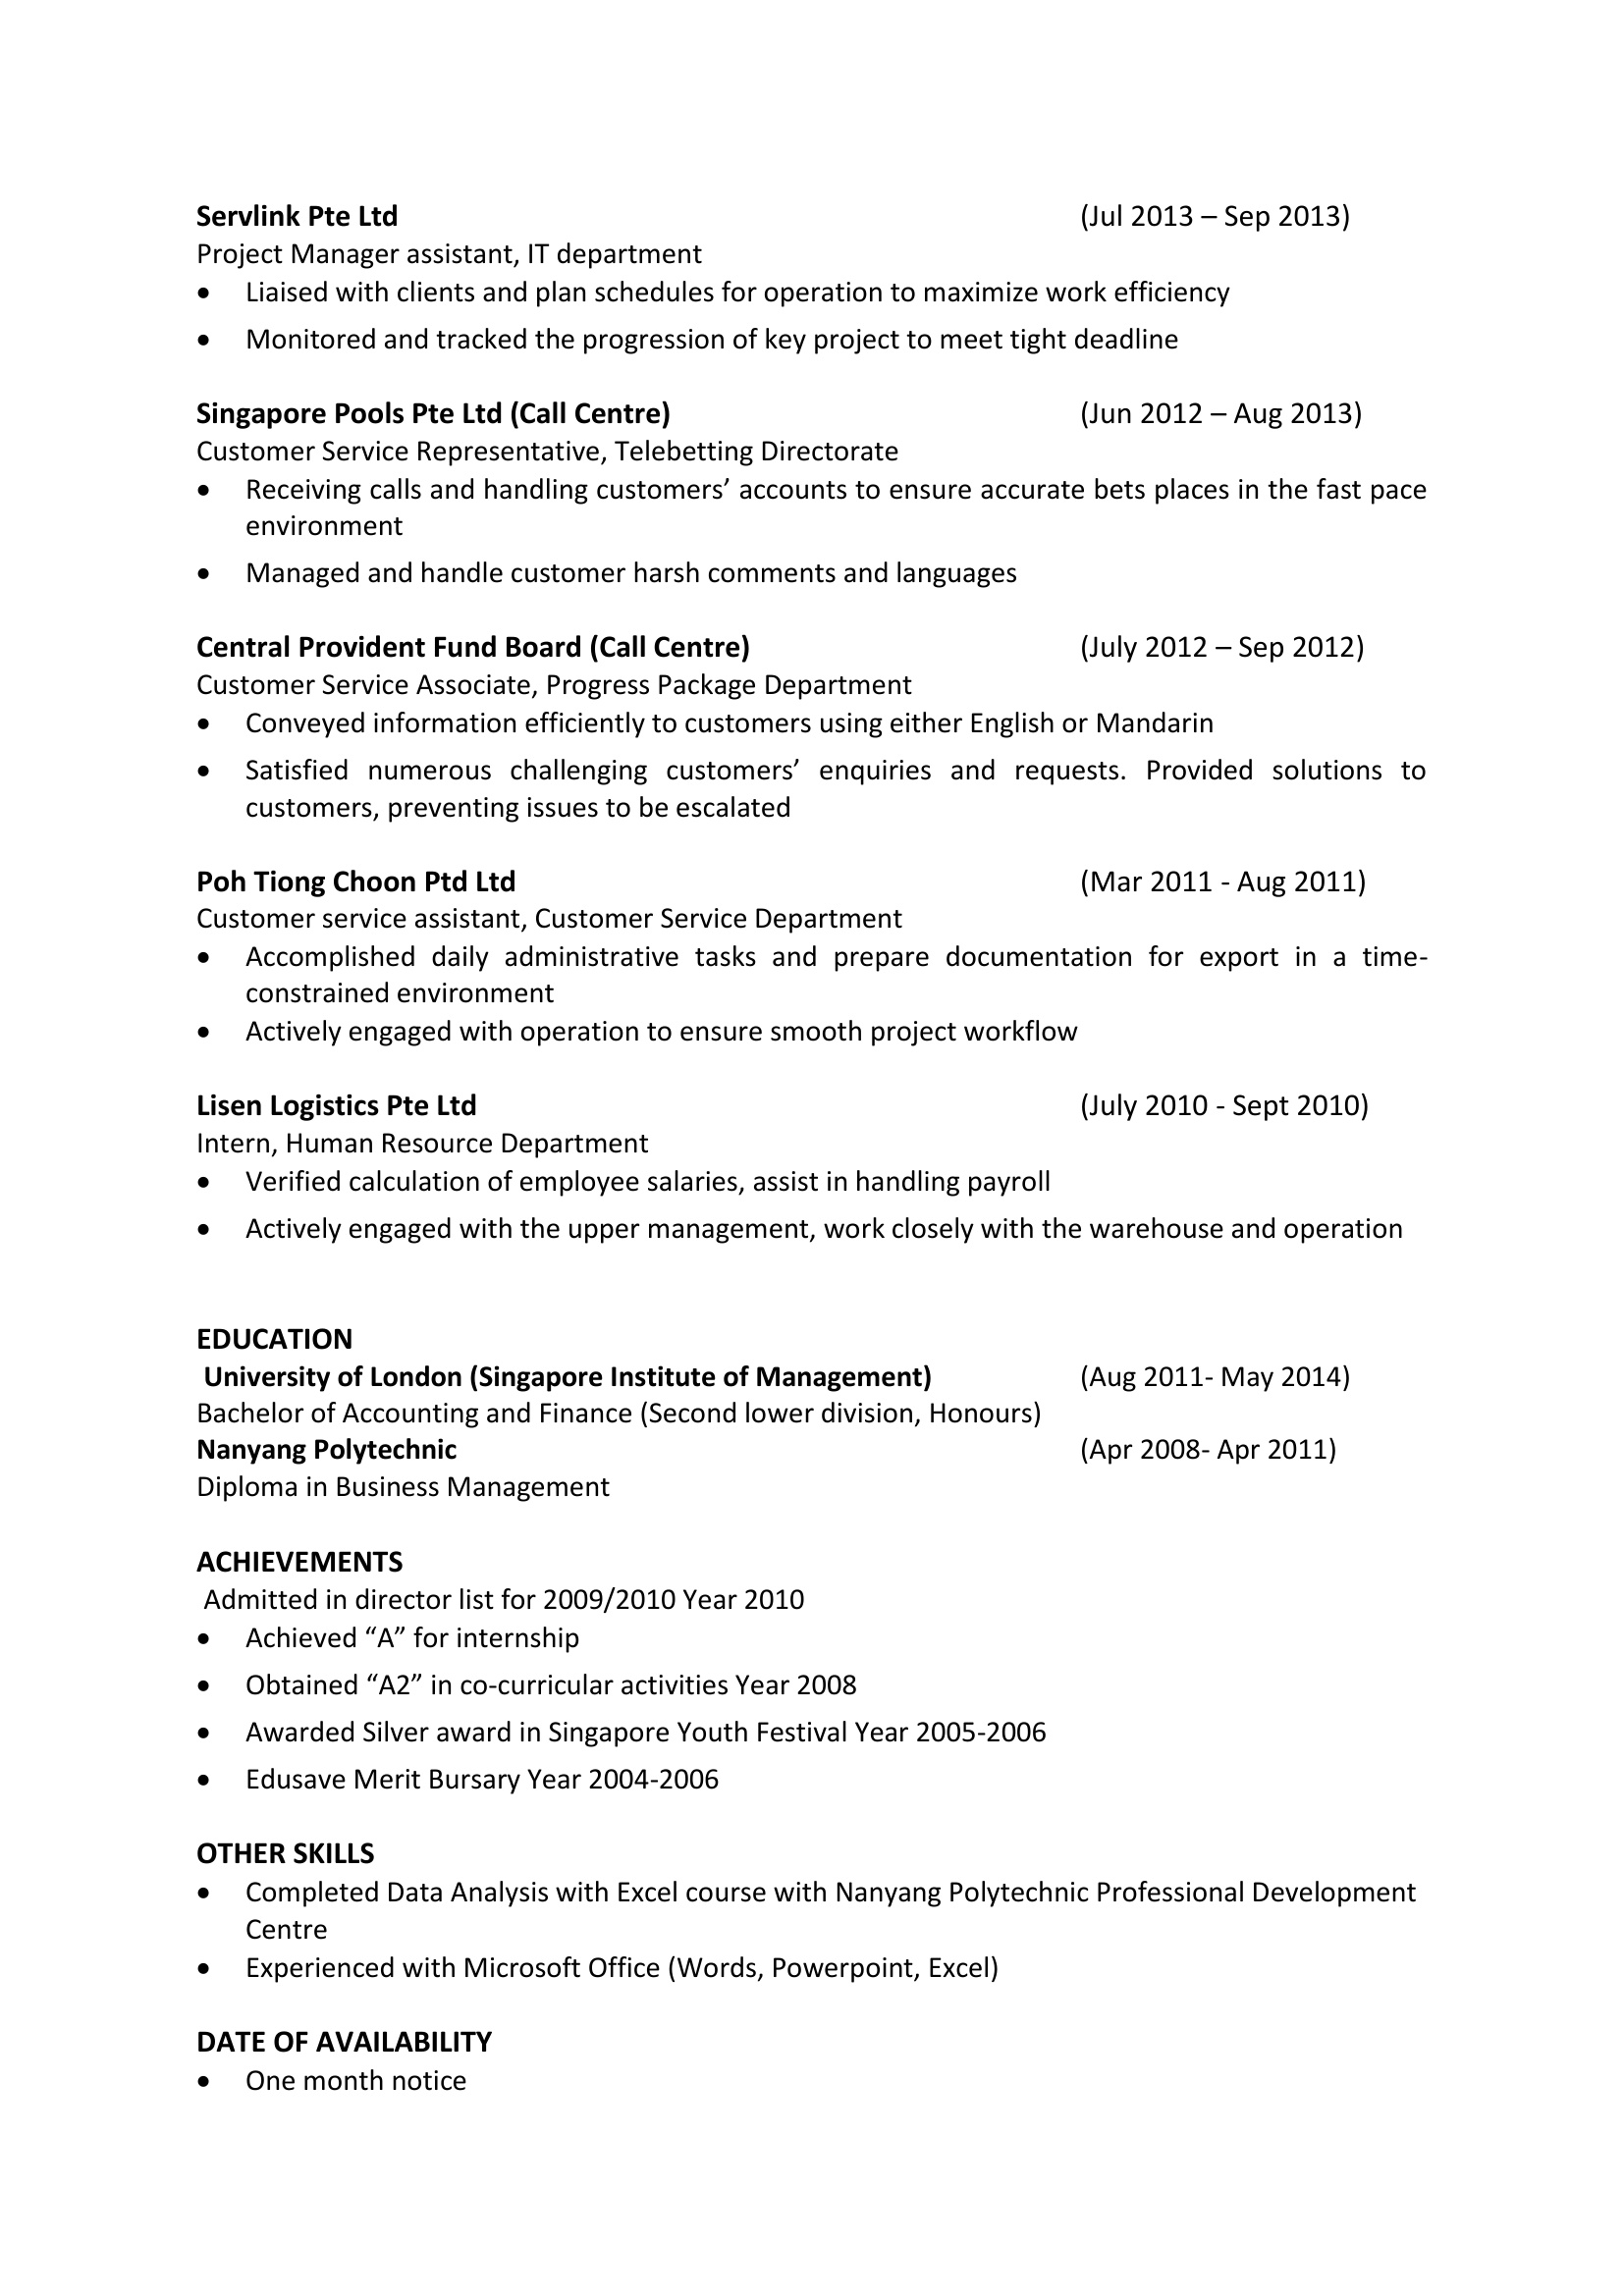 Servlink Pte Ltd (Jul 2013 – Sep 2013)
Project Manager assistant, IT department
• Liaised with clients and plan schedules for operation to maximize work efficiency
• Monitored and tracked the progression of key project to meet tight deadline
Singapore Pools Pte Ltd (Call Centre) (Jun 2012 – Aug 2013)
Customer Service Representative, Telebetting Directorate
• Receiving calls and handling customers’ accounts to ensure accurate bets places in the fast pace
environment
• Managed and handle customer harsh comments and languages
Central Provident Fund Board (Call Centre) (July 2012 – Sep 2012)
Customer Service Associate, Progress Package Department
• Conveyed information efficiently to customers using either English or Mandarin
• Satisfied numerous challenging customers’ enquiries and requests. Provided solutions to
customers, preventing issues to be escalated
Poh Tiong Choon Ptd Ltd (Mar 2011 - Aug 2011)
Customer service assistant, Customer Service Department
• Accomplished daily administrative tasks and prepare documentation for export in a time-
constrained environment
• Actively engaged with operation to ensure smooth project workflow
Lisen Logistics Pte Ltd (July 2010 - Sept 2010)
Intern, Human Resource Department
• Verified calculation of employee salaries, assist in handling payroll
• Actively engaged with the upper management, work closely with the warehouse and operation
EDUCATION
University of London (Singapore Institute of Management) (Aug 2011- May 2014)
Bachelor of Accounting and Finance (Second lower division, Honours)
Nanyang Polytechnic (Apr 2008- Apr 2011)
Diploma in Business Management
ACHIEVEMENTS
Admitted in director list for 2009/2010 Year 2010
• Achieved “A” for internship
• Obtained “A2” in co-curricular activities Year 2008
• Awarded Silver award in Singapore Youth Festival Year 2005-2006
• Edusave Merit Bursary Year 2004-2006
OTHER SKILLS
• Completed Data Analysis with Excel course with Nanyang Polytechnic Professional Development
Centre
• Experienced with Microsoft Office (Words, Powerpoint, Excel)
DATE OF AVAILABILITY
• One month notice